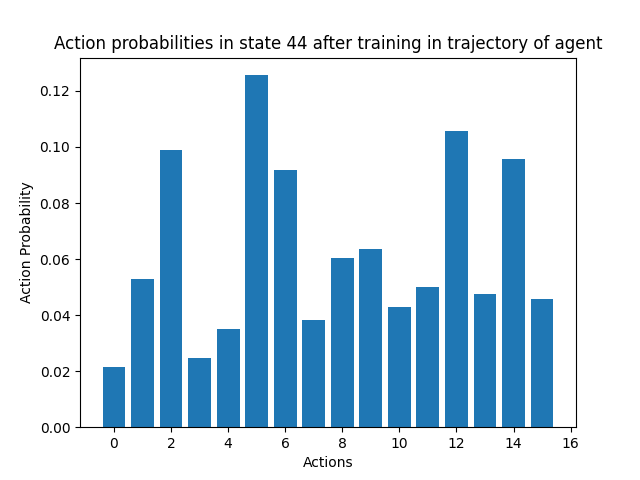 Action probabilities in state 44 after training in trajectory of agent
0.12
0.10
0.08
0.06
0.04
0.02
0.00
Action Probability
0 2 4 6 8 10 12 14 16
Actions